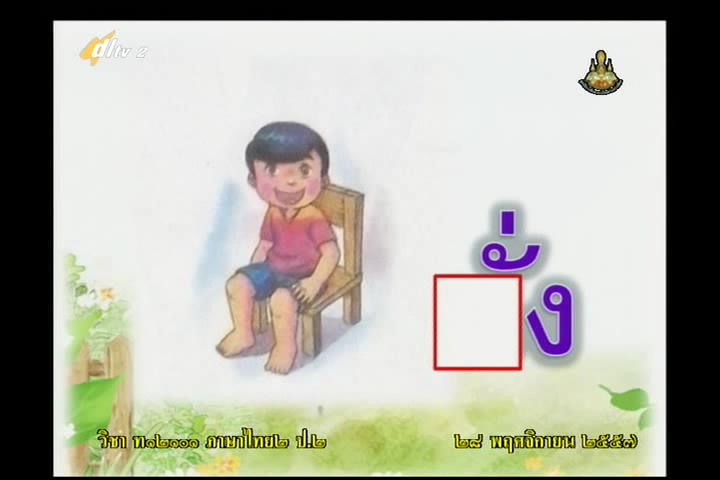 dltv 2
ั่ง
วิชา ท๑๒๑๐๑ ภาษาไทย๒ ป.๒
๒๘ พฤศจิกายน ๒๕๕๗